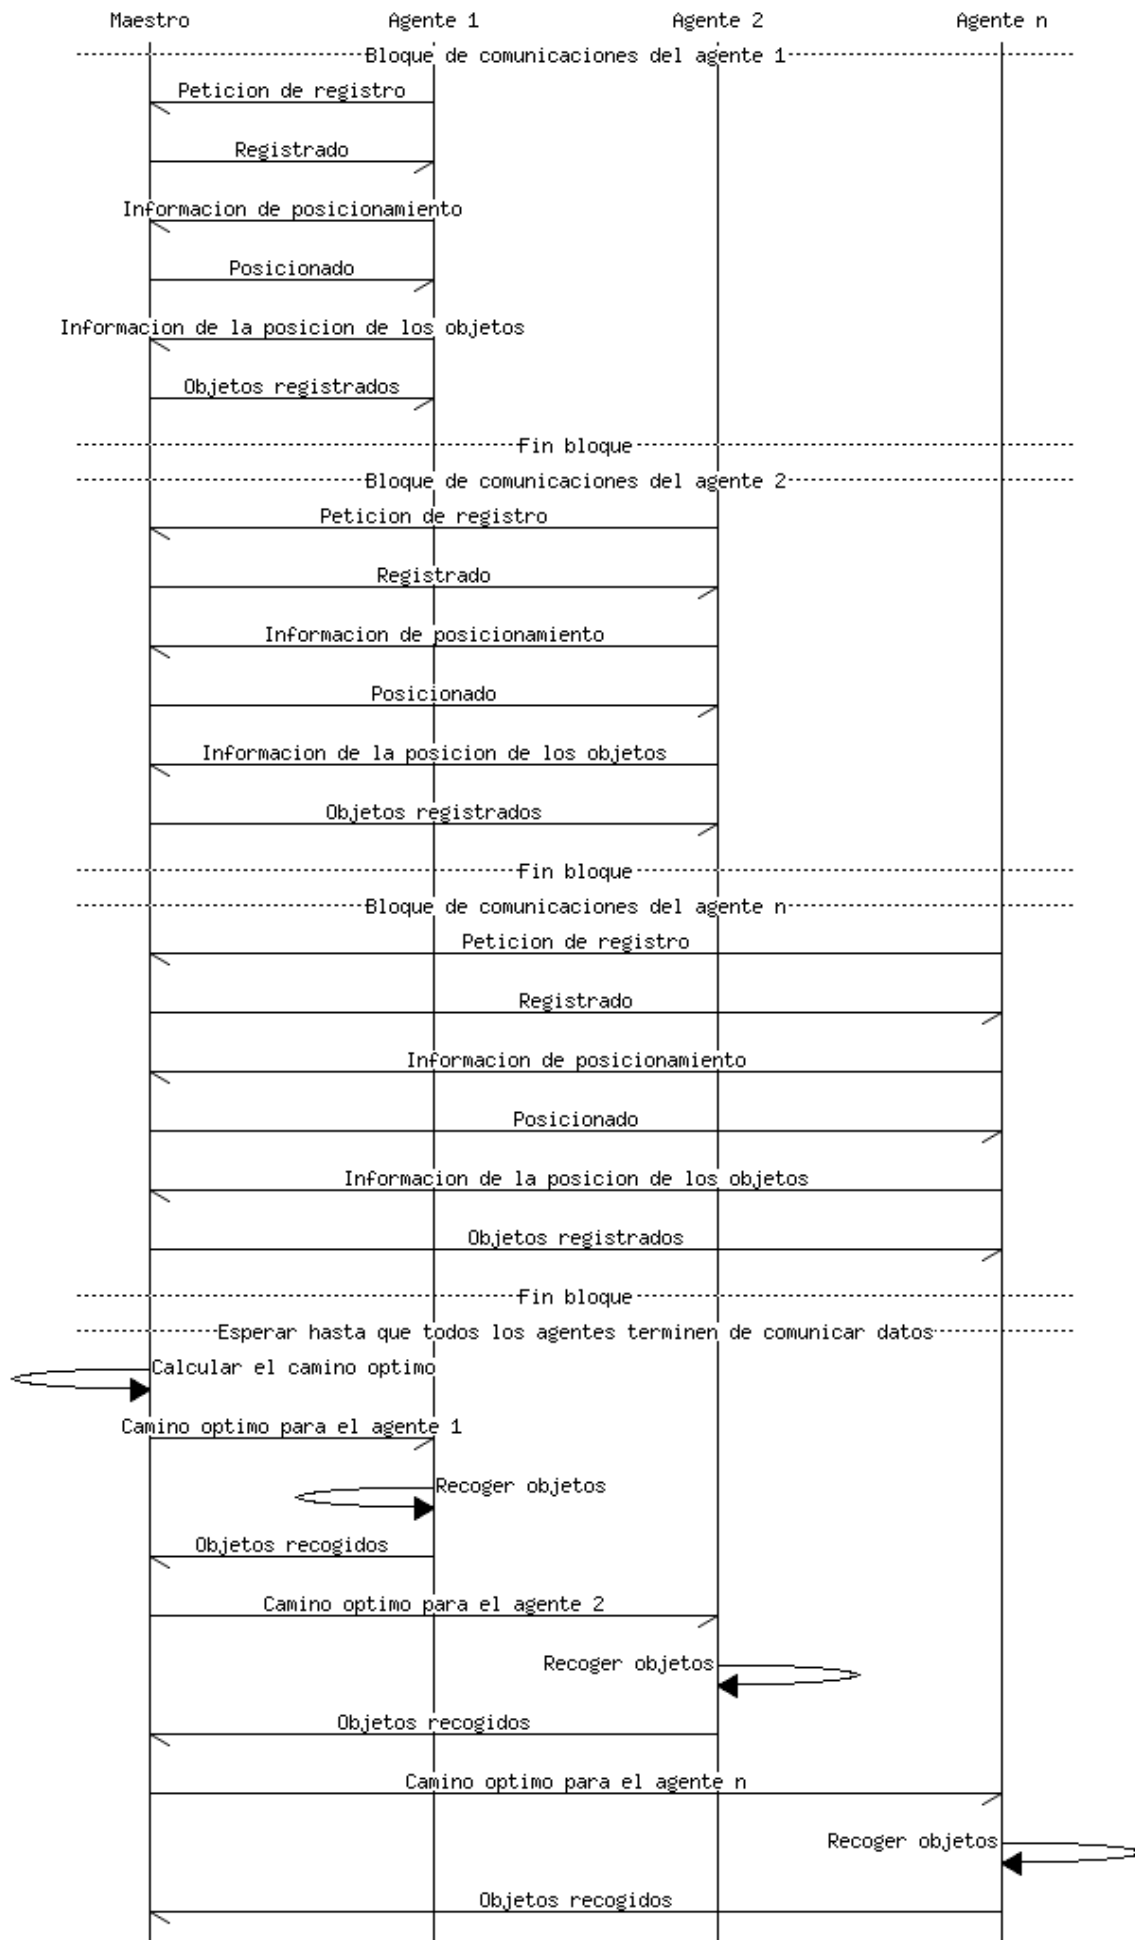 Maestro Agente 1 Agente 2 Agente n
Bloque de comunicaciones del agente 1
Peticion de registro
Registrado
Informacion de posicionamiento
Posicionado
Informacion de la posicion de los objetos
Objetos registrados
Fin bloque
Bloque de comunicaciones del agente 2
Peticion de registro
Registrado
Informacion de posicionamiento
Posicionado
Informacion de la posicion de los objetos
Objetos registrados
Fin bloque
Bloque de comunicaciones del agente n
Peticion de registro
Registrado
Informacion de posicionamiento
Posicionado
Informacion de la posicion de los objetos
Objetos registrados
Fin bloque
Esperar hasta que todos los agentes terminen de comunicar datos
Calcular el camino optimo
Camino optimo para el agente 1
Recoger objetos
Objetos recogidos
Camino optimo para el agente 2
Recoger objetos
Objetos recogidos
Camino optimo para el agente n
Recoger objetos
Objetos recogidos